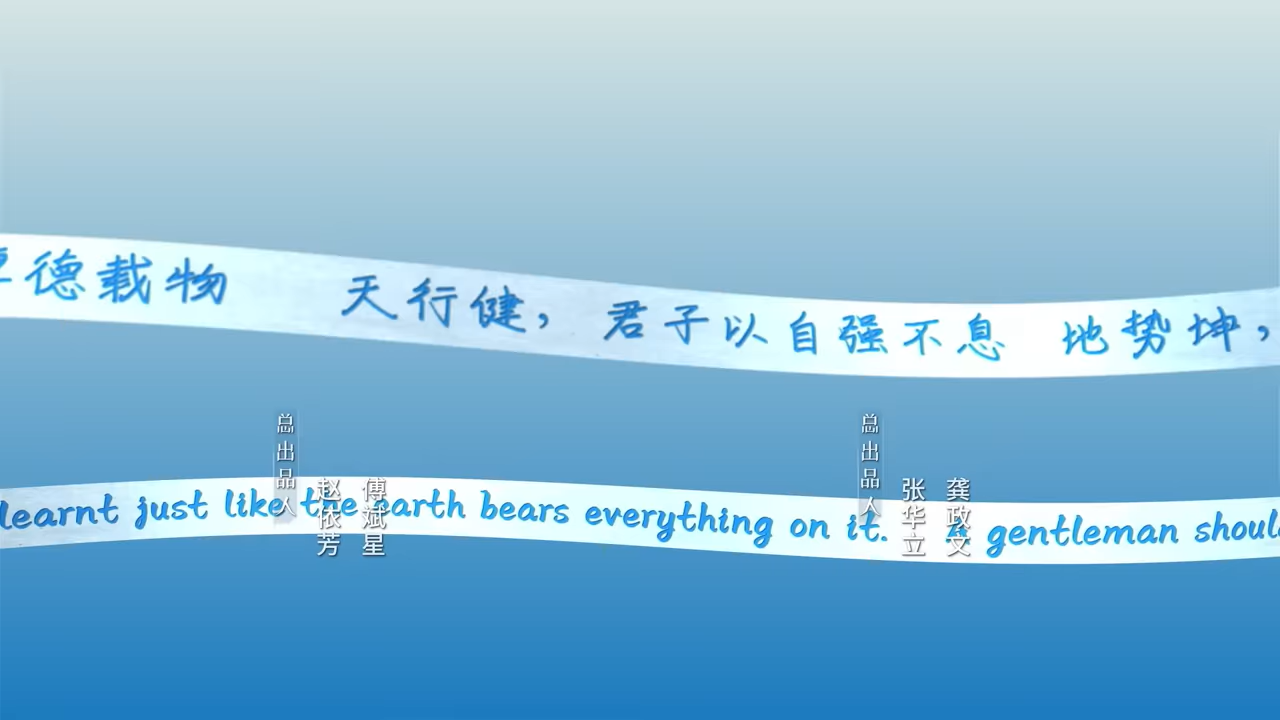 德载物 天行健，君子以自强不息 地势坤，
总出品人
赵依芳
傅斌星
总出品人
张华立
龚政文
learnt just like the earth bears everything on it. A gentleman should